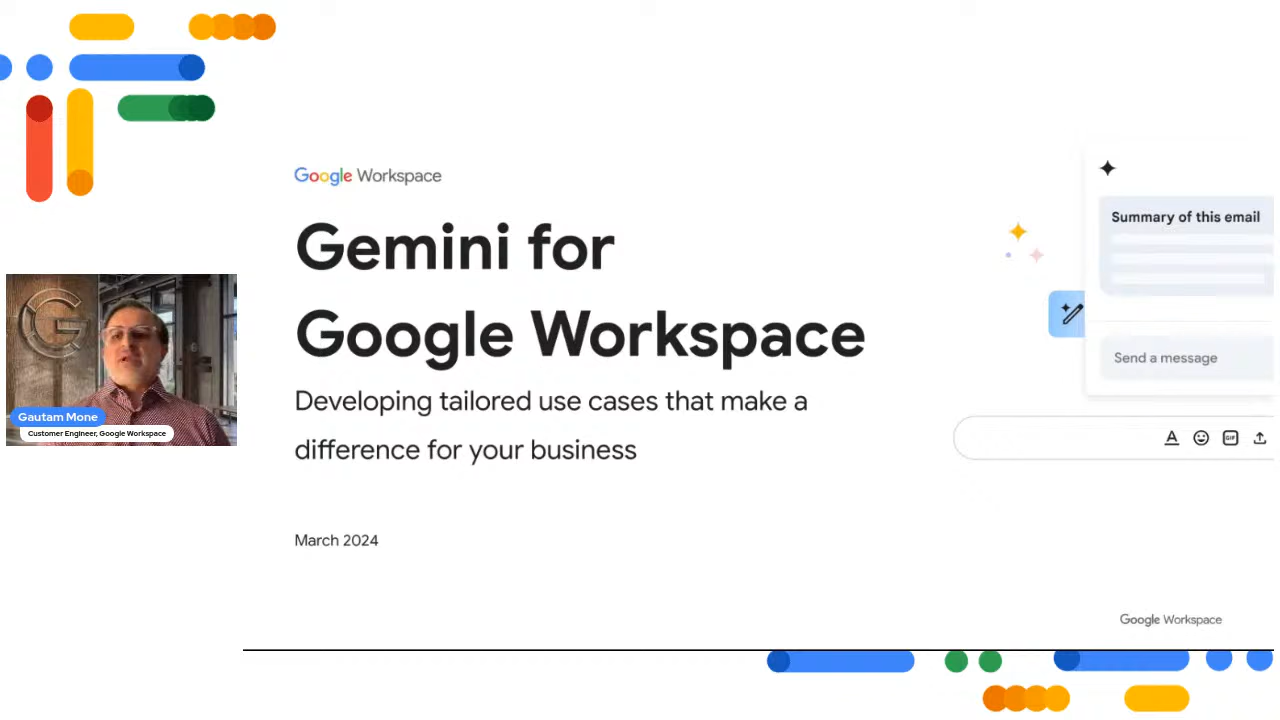 Google Workspace
Gemini for
Google Workspace
Developing tailored use cases that make a
difference for your business
March 2024
Summary of this email
Send a message
A
GIF
Gautam Mone
Customer Engineer, Google Workspace
Google Workspace